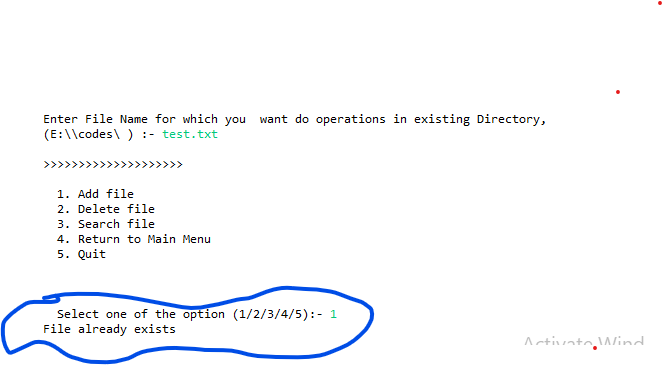 Enter File Name for which you  want do operations in existing Directory,
(E:\\codes\ ) :- test.txt
>>>>>>>>>>>>>>>>>>>>
1. Add file
2. Delete file
3. Search file
4. Return to Main Menu
5. Quit
Select one of the option (1/2/3/4/5):- 1
File already exists
Activate Wind